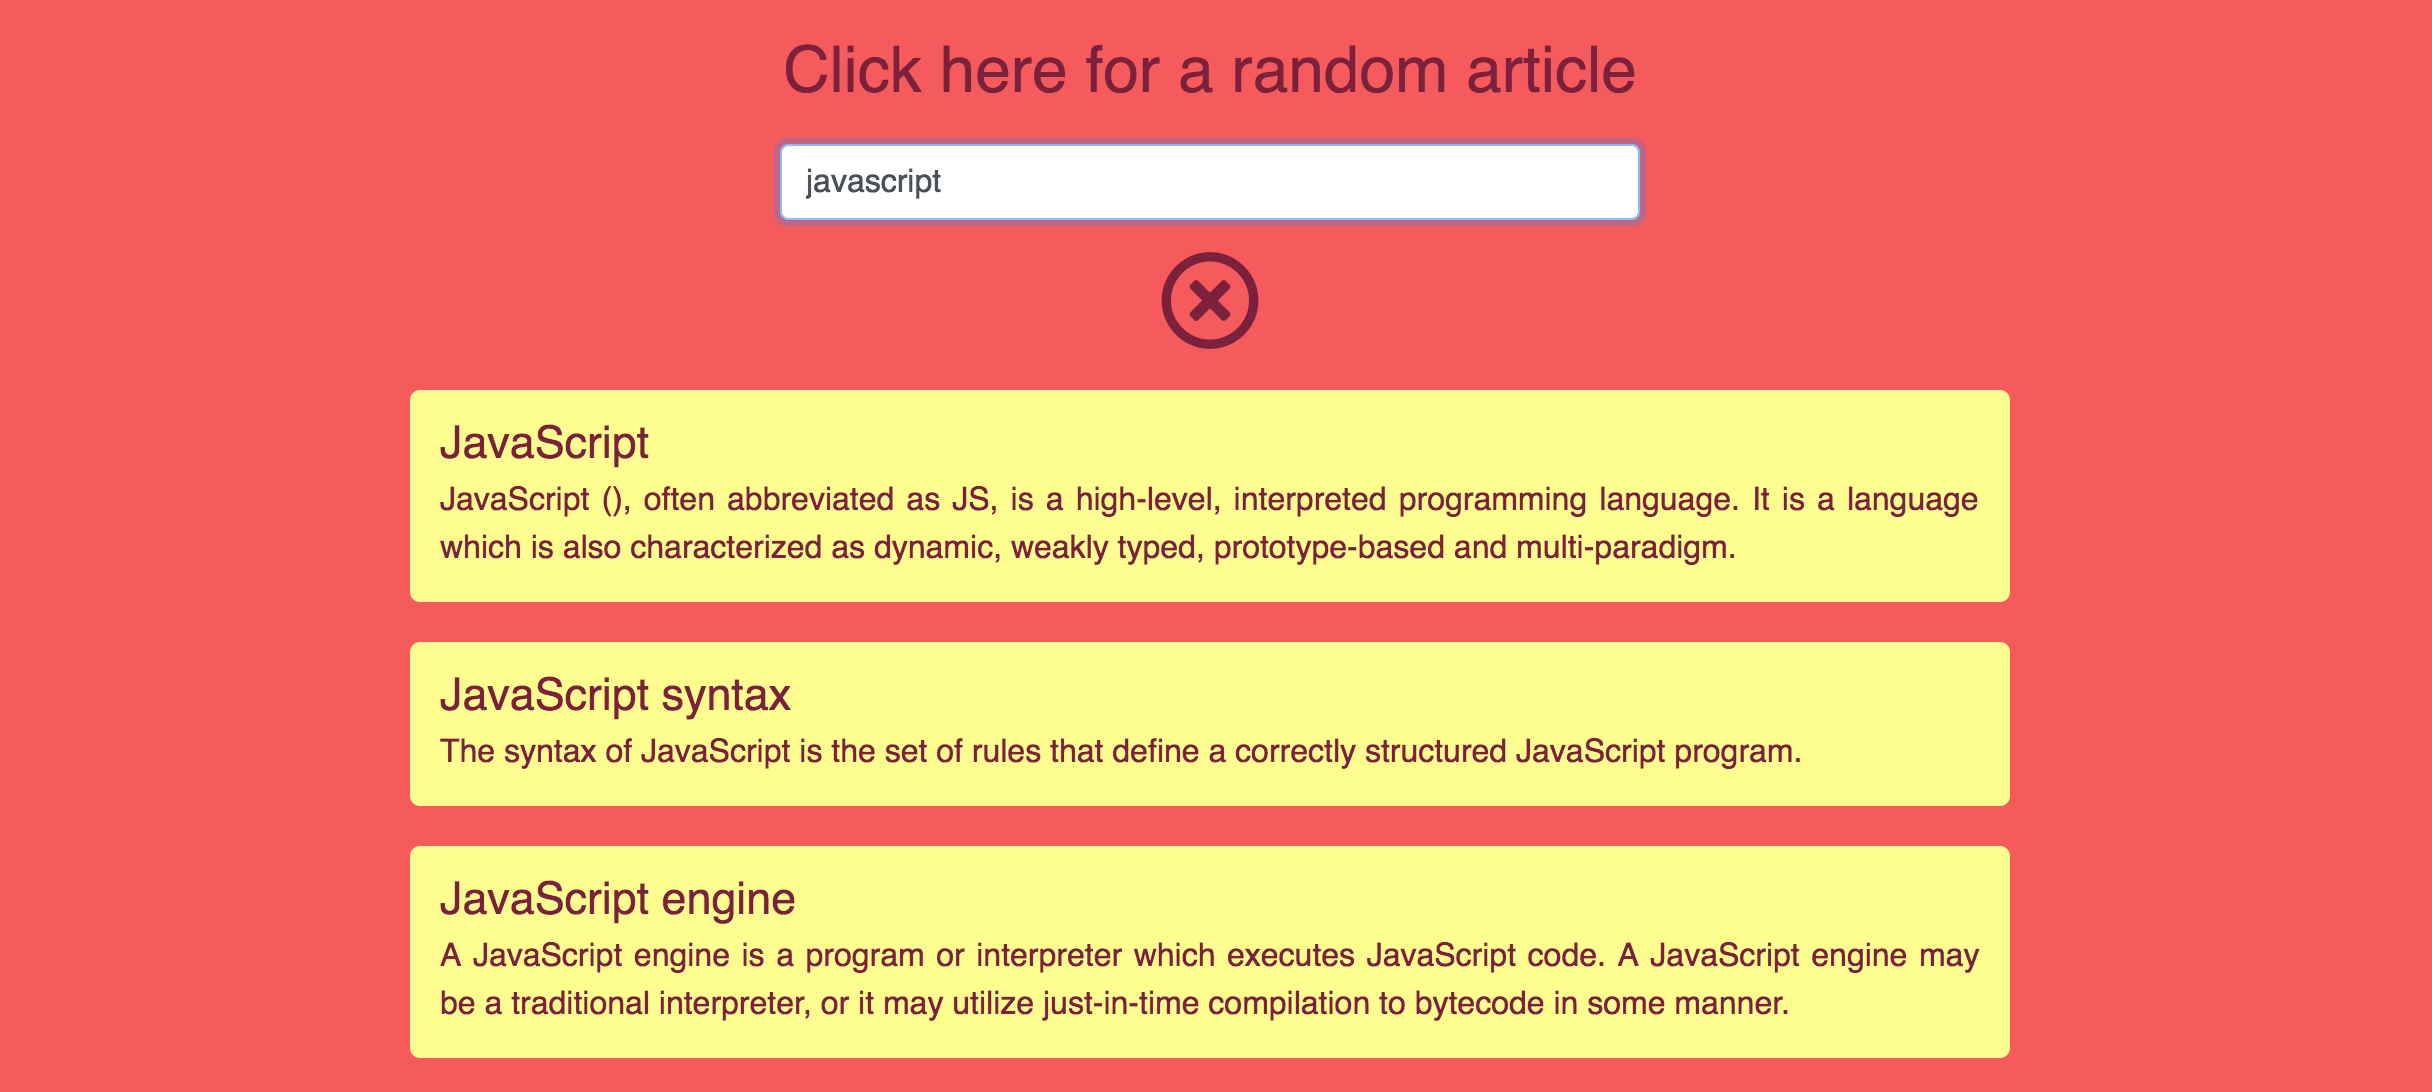 Click here for a random article
javascript
JavaScript
JavaScript (), often abbreviated as JS, is a high-level, interpreted programming language. It is a language
which is also characterized as dynamic, weakly typed, prototype-based and multi-paradigm.
JavaScript syntax
The syntax of JavaScript is the set of rules that define a correctly structured JavaScript program.
JavaScript engine
A JavaScript engine is a program or interpreter which executes JavaScript code. A JavaScript engine may
be a traditional interpreter, or it may utilize just-in-time compilation to bytecode in some manner.